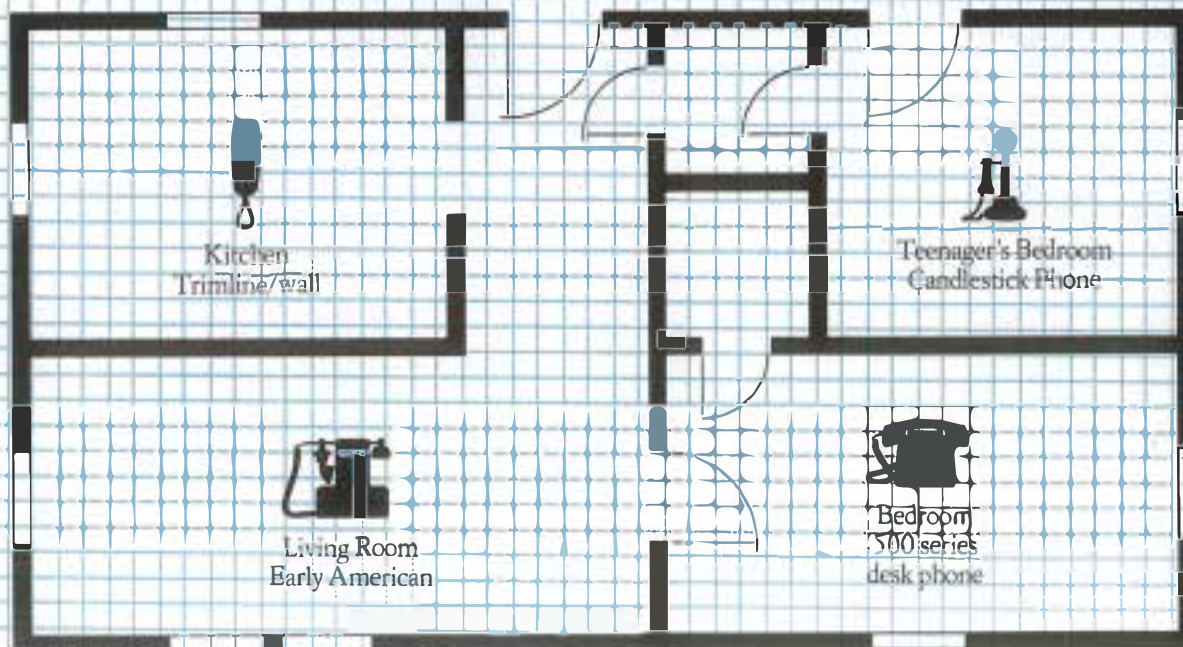 Kitchen
Trimline/wall
Teenager's Bedroom
Candlestick Phone
Living Room
Early American
Bedroom
500 series
desk phone